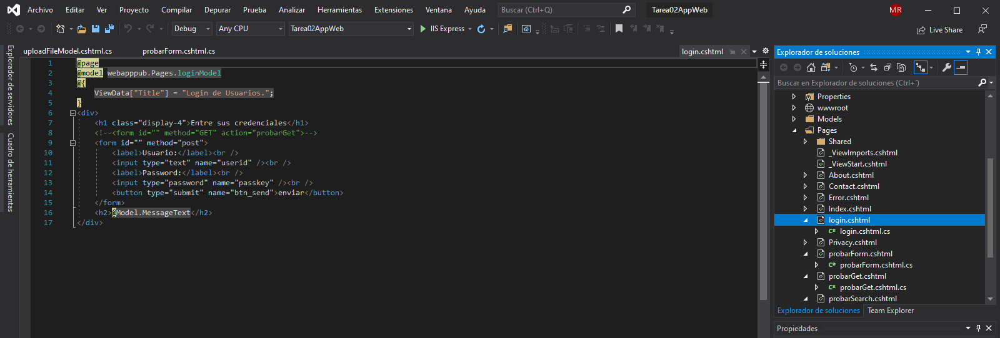 Archivo Editar Ver Proyecto Compilar Depurar Prueba Analizar Herramientas Extensiones Ventana Ayuda Buscar (Ctrl+Q) Tarea02AppWeb MR
Debug Any CPU Tarea02AppWeb IIS Express Live Share
Explorador de servidores
Cuadro de herramientas
uploadFileModel.cshtml.cs probarForm.cshtml.cs login.cshtml
1 @page
2 @model webapppub.Pages.loginModel
3 @{
4 ViewData["Title"] = "Login de Usuarios.";
5 }
6 <div>
7 <h1 class="display-4">Entre sus credenciales</h1>
8 <!--<form id="" method="GET" action="probarGet">-->
9 <form id="" method="post">
10 <label>Usuario:</label><br />
11 <input type="text" name="userid" /><br />
12 <label>Password:</label><br />
13 <input type="password" name="passkey" /><br />
14 <button type="submit" name="btn_send">enviar</button>
15 </form>
16 <h2>@Model.MessageText</h2>
17 </div>
Explorador de soluciones
Buscar en Explorador de soluciones (Ctrl+´)
Properties
wwwroot
Models
Pages
Shared
_ViewImports.cshtml
_ViewStart.cshtml
About.cshtml
Contact.cshtml
Error.cshtml
Index.cshtml
login.cshtml
C# login.cshtml.cs
Privacy.cshtml
probarForm.cshtml
C# probarForm.cshtml.cs
probarGet.cshtml
C# probarGet.cshtml.cs
probarSearch.cshtml
Explorador de soluciones Team Explorer
Propiedades